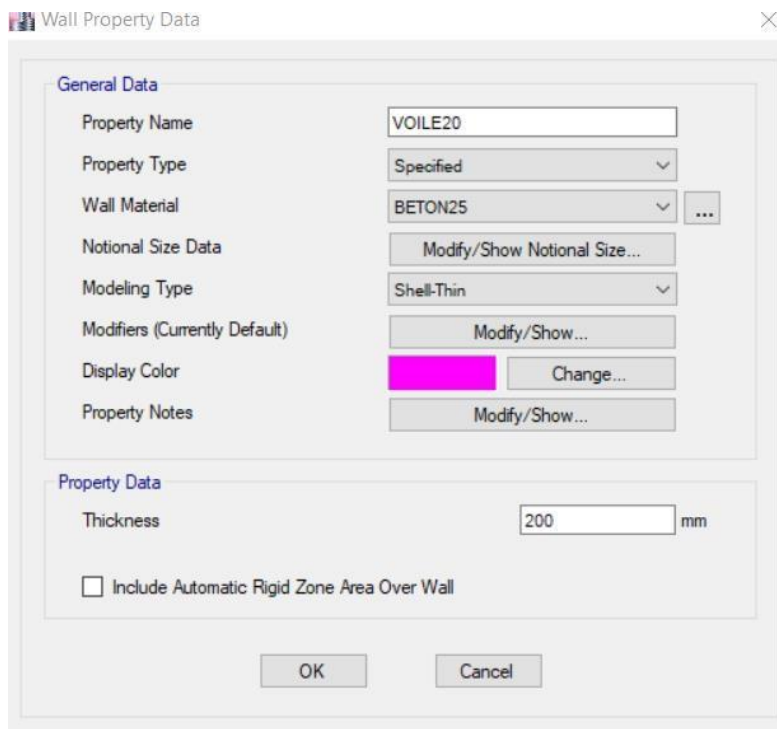 Wall Property Data
General Data
Property Name VOILE20
Property Type Specified
Wall Material BETON25 ...
Notional Size Data Modify/Show Notional Size...
Modeling Type Shell-Thin
Modifiers (Currently Default) Modify/Show...
Display Color Change...
Property Notes Modify/Show...
Property Data
Thickness 200 mm
Include Automatic Rigid Zone Area Over Wall
OK Cancel